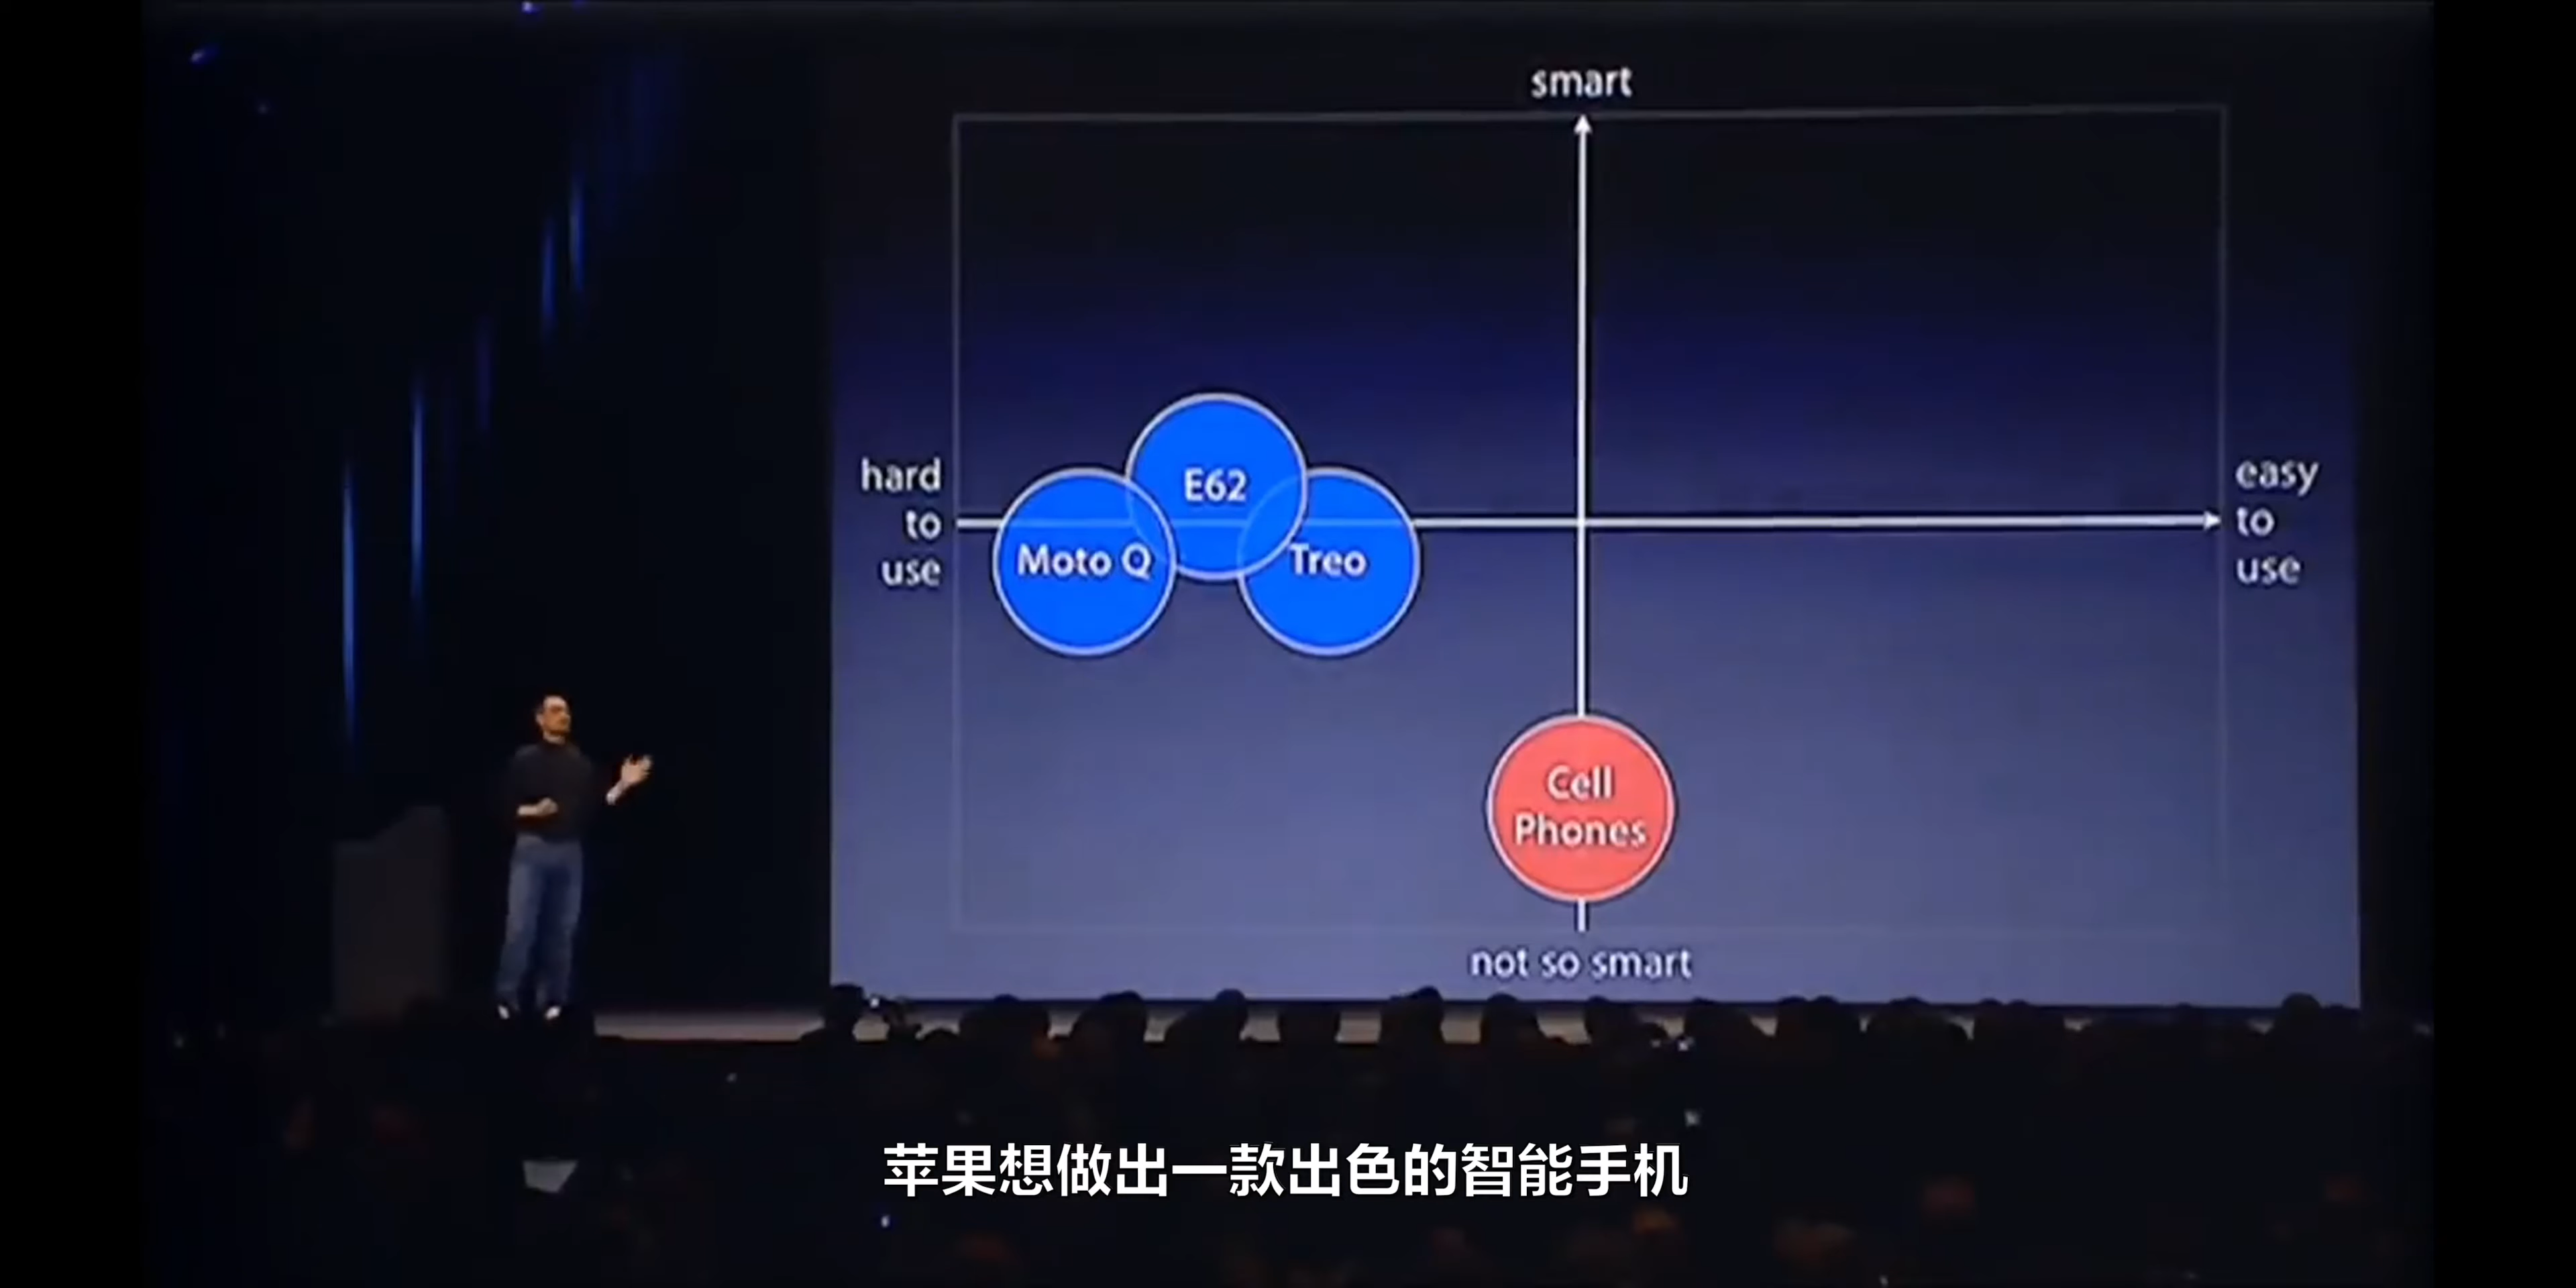 smart
hard
to
use
E62
Moto Q
Treo
easy
to
use
Cell
Phones
not so smart
苹果想做出一款出色的智能手机